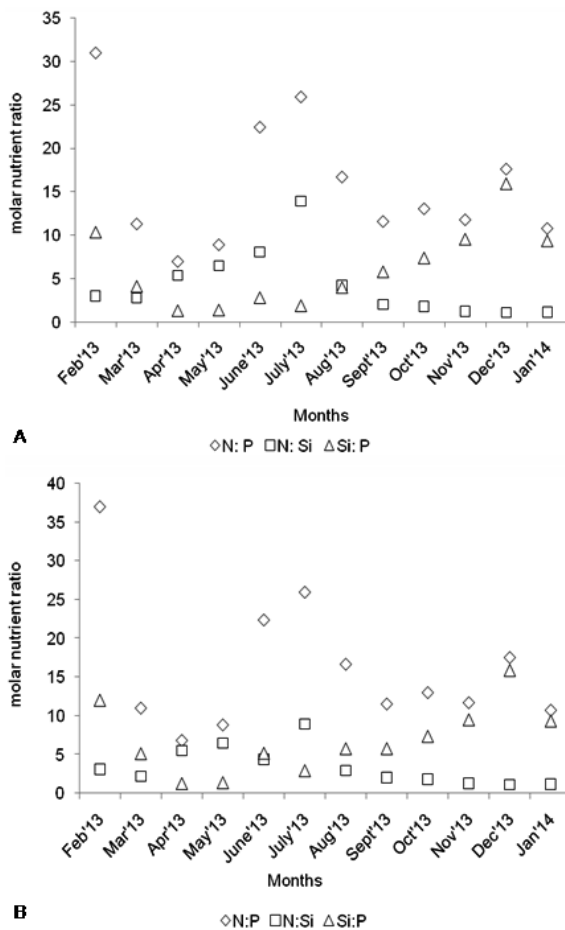 35
30
25
20
15
10
5
0
molar nutrient ratio
Feb'13 Mar'13 Apr'13 May'13 June'13 July'13 Aug'13 Sept'13 Oct'13 Nov'13 Dec'13 Jan'14
Months
A
N: P N: Si Si: P
40
35
30
25
20
15
10
5
0
molar nutrient ratio
Feb'13 Mar'13 Apr'13 May'13 June'13 July'13 Aug'13 Sept'13 Oct'13 Nov'13 Dec'13 Jan'14
Months
B
N:P N:Si Si:P